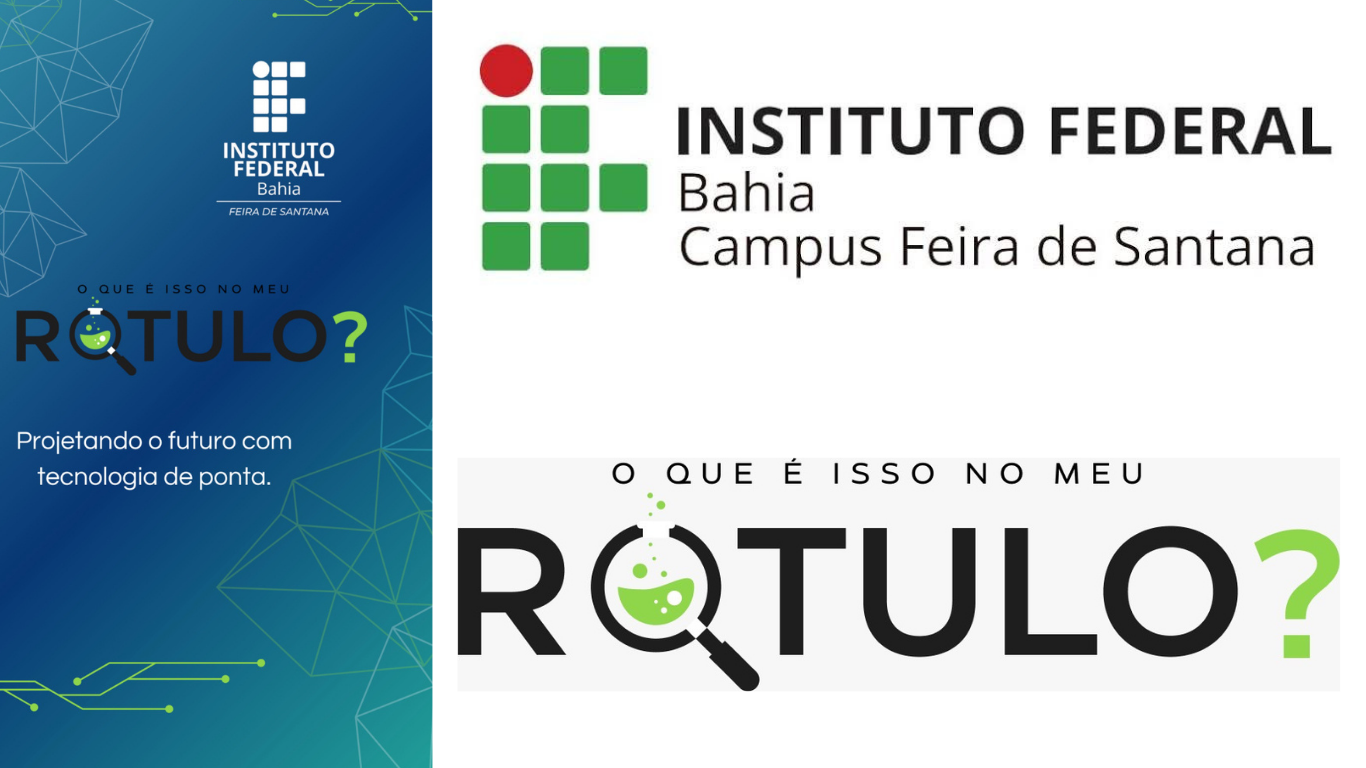 INSTITUTO
FEDERAL
Bahia
FEIRA DE SANTANA
O QUE É ISSO NO MEU
ROTULO?
Projetando o futuro com
tecnologia de ponta.
INSTITUTO FEDERAL
Bahia
Campus Feira de Santana
O QUE É ISSO NO MEU
ROTULO?